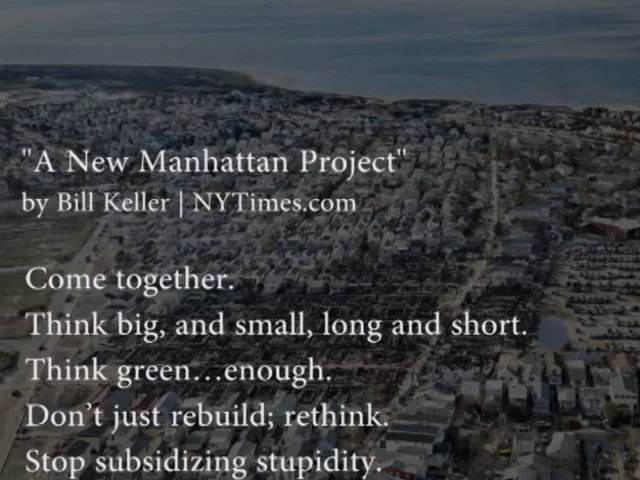 "A New Manhattan Project"
by Bill Keller | NYTimes.com
Come together.
Think big, and small, long and short.
Think green…enough.
Don’t just rebuild; rethink.
Stop subsidizing stupidity.